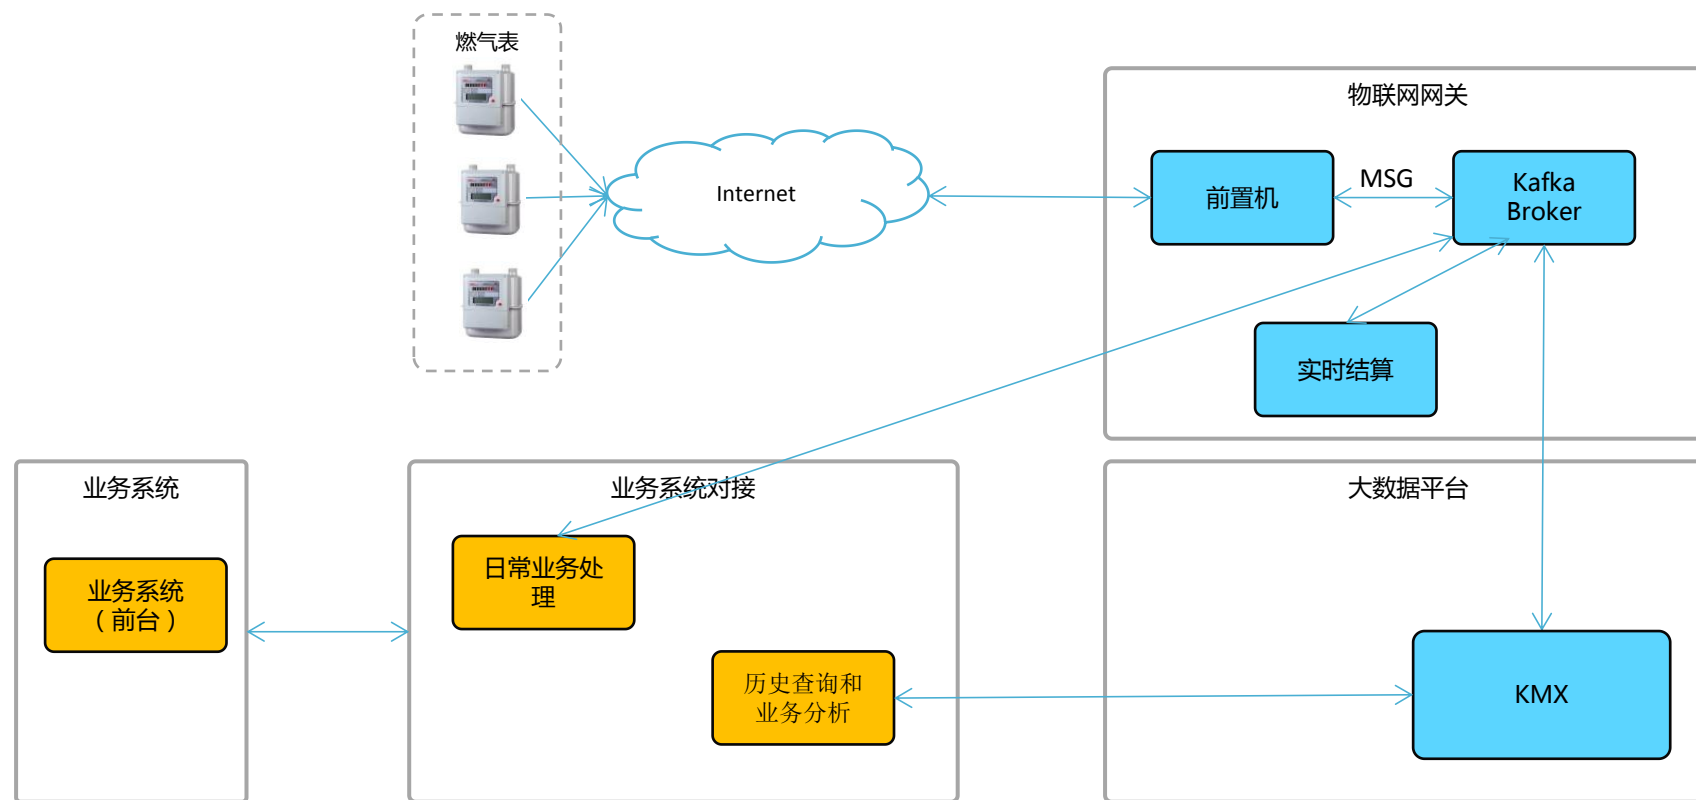 燃气表
物联网网关
Internet
前置机
MSG
Kafka
Broker
实时结算
业务系统
业务系统对接
大数据平台
业务系统
（前台）
日常业务处
理
历史查询和
业务分析
KMX